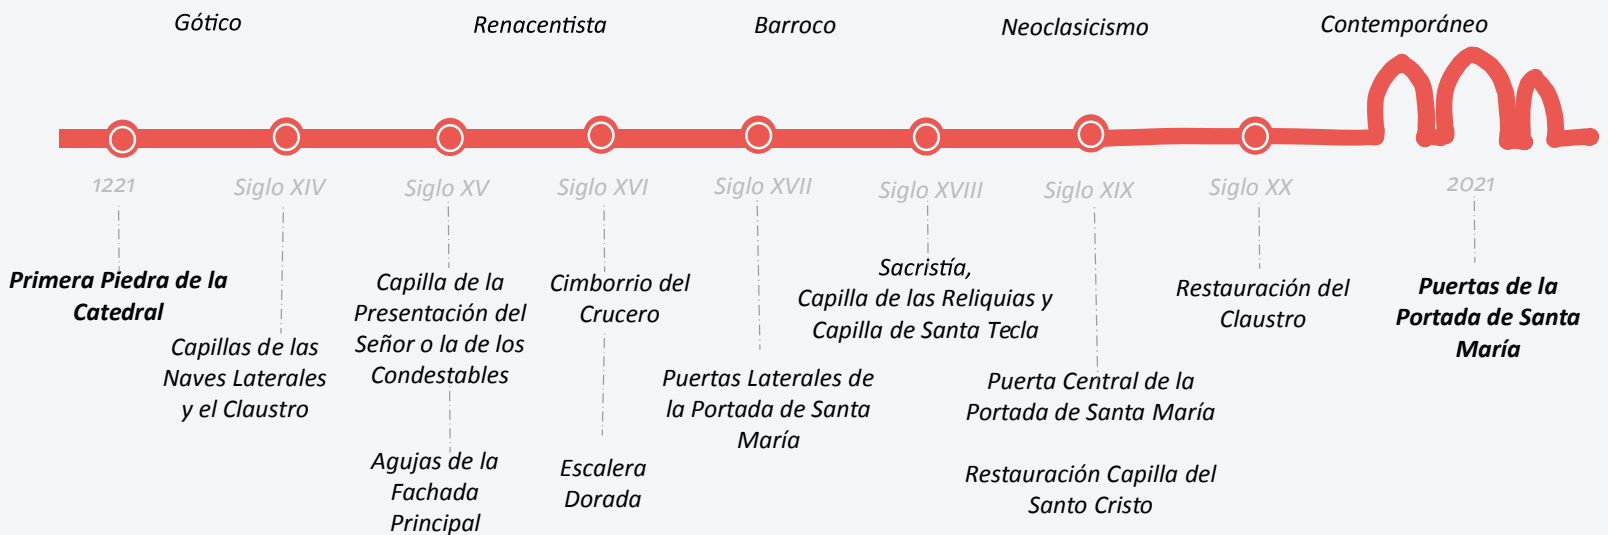 Gótico
Renacentista
Barroco
Neoclasicismo
Contemporáneo
1221
Siglo XIV
Siglo XV
Siglo XVI
Siglo XVII
Siglo XVIII
Siglo XIX
Siglo XX
2021
Primera Piedra de la
Catedral
Capillas de las
Naves Laterales
y el Claustro
Capilla de la
Presentación del
Señor o la de los
Condestables
Agujas de la
Fachada
Principal
Cimborrio del
Crucero
Escalera
Dorada
Puertas Laterales de
la Portada de Santa
María
Sacristía,
Capilla de las Reliquias y
Capilla de Santa Tecla
Puerta Central de la
Portada de Santa María
Restauración Capilla del
Santo Cristo
Restauración del
Claustro
Puertas de la
Portada de Santa
María